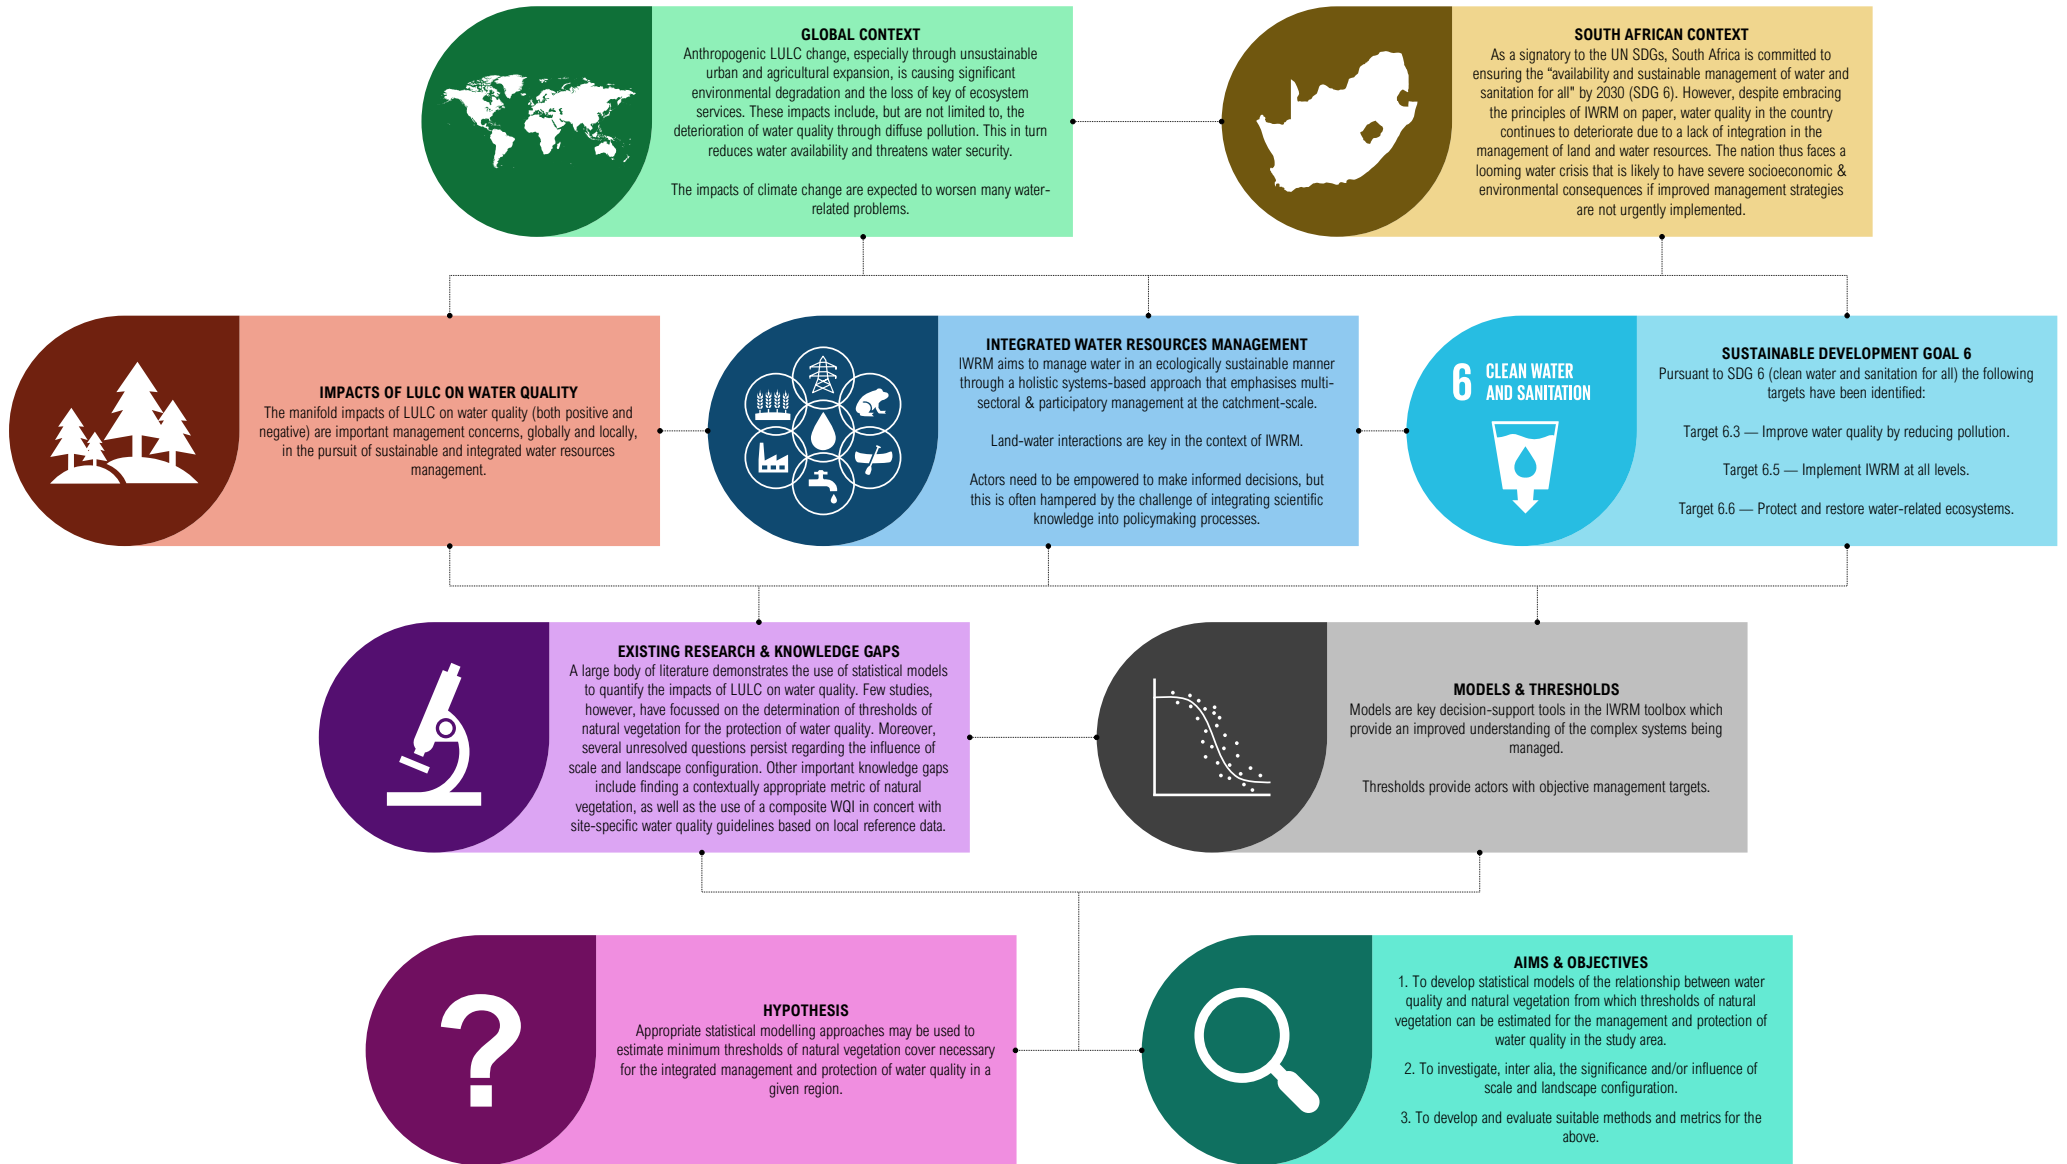 GLOBAL CONTEXT
Anthropogenic LULC change, especially through unsustainable
urban and agricultural expansion, is causing significant
environmental degradation and the loss of key of ecosystem
services. These impacts include, but are not limited to, the
deterioration of water quality through diffuse pollution. This in turn
reduces water availability and threatens water security.
The impacts of climate change are expected to worsen many water-
related problems.
SOUTH AFRICAN CONTEXT
As a signatory to the UN SDGs, South Africa is committed to
ensuring the “availability and sustainable management of water and
sanitation for all" by 2030 (SDG 6). However, despite embracing
the principles of IWRM on paper, water quality in the country
continues to deteriorate due to a lack of integration in the
management of land and water resources. The nation thus faces a
looming water crisis that is likely to have severe socioeconomic &
environmental consequences if improved management strategies
are not urgently implemented.
IMPACTS OF LULC ON WATER QUALITY
The manifold impacts of LULC on water quality (both positive and
negative) are important management concerns, globally and locally,
in the pursuit of sustainable and integrated water resources
management.
INTEGRATED WATER RESOURCES MANAGEMENT
IWRM aims to manage water in an ecologically sustainable manner
through a holistic systems-based approach that emphasises multi-
sectoral & participatory management at the catchment-scale.
Land-water interactions are key in the context of IWRM.
Actors need to be empowered to make informed decisions, but
this is often hampered by the challenge of integrating scientific
knowledge into policymaking processes.
6 CLEAN WATER
AND SANITATION
SUSTAINABLE DEVELOPMENT GOAL 6
Pursuant to SDG 6 (clean water and sanitation for all) the following
targets have been identified:
Target 6.3 — Improve water quality by reducing pollution.
Target 6.5 — Implement IWRM at all levels.
Target 6.6 — Protect and restore water-related ecosystems.
EXISTING RESEARCH & KNOWLEDGE GAPS
A large body of literature demonstrates the use of statistical models
to quantify the impacts of LULC on water quality. Few studies,
however, have focussed on the determination of thresholds of
natural vegetation for the protection of water quality. Moreover,
several unresolved questions persist regarding the influence of
scale and landscape configuration. Other important knowledge gaps
include finding a contextually appropriate metric of natural
vegetation, as well as the use of a composite WQI in concert with
site-specific water quality guidelines based on local reference data.
MODELS & THRESHOLDS
Models are key decision-support tools in the IWRM toolbox which
provide an improved understanding of the complex systems being
managed.
Thresholds provide actors with objective management targets.
?
HYPOTHESIS
Appropriate statistical modelling approaches may be used to
estimate minimum thresholds of natural vegetation cover necessary
for the integrated management and protection of water quality in a
given region.
AIMS & OBJECTIVES
1. To develop statistical models of the relationship between water
quality and natural vegetation from which thresholds of natural
vegetation can be estimated for the management and protection of
water quality in the study area.
2. To investigate, inter alia, the significance and/or influence of
scale and landscape configuration.
3. To develop and evaluate suitable methods and metrics for the
above.